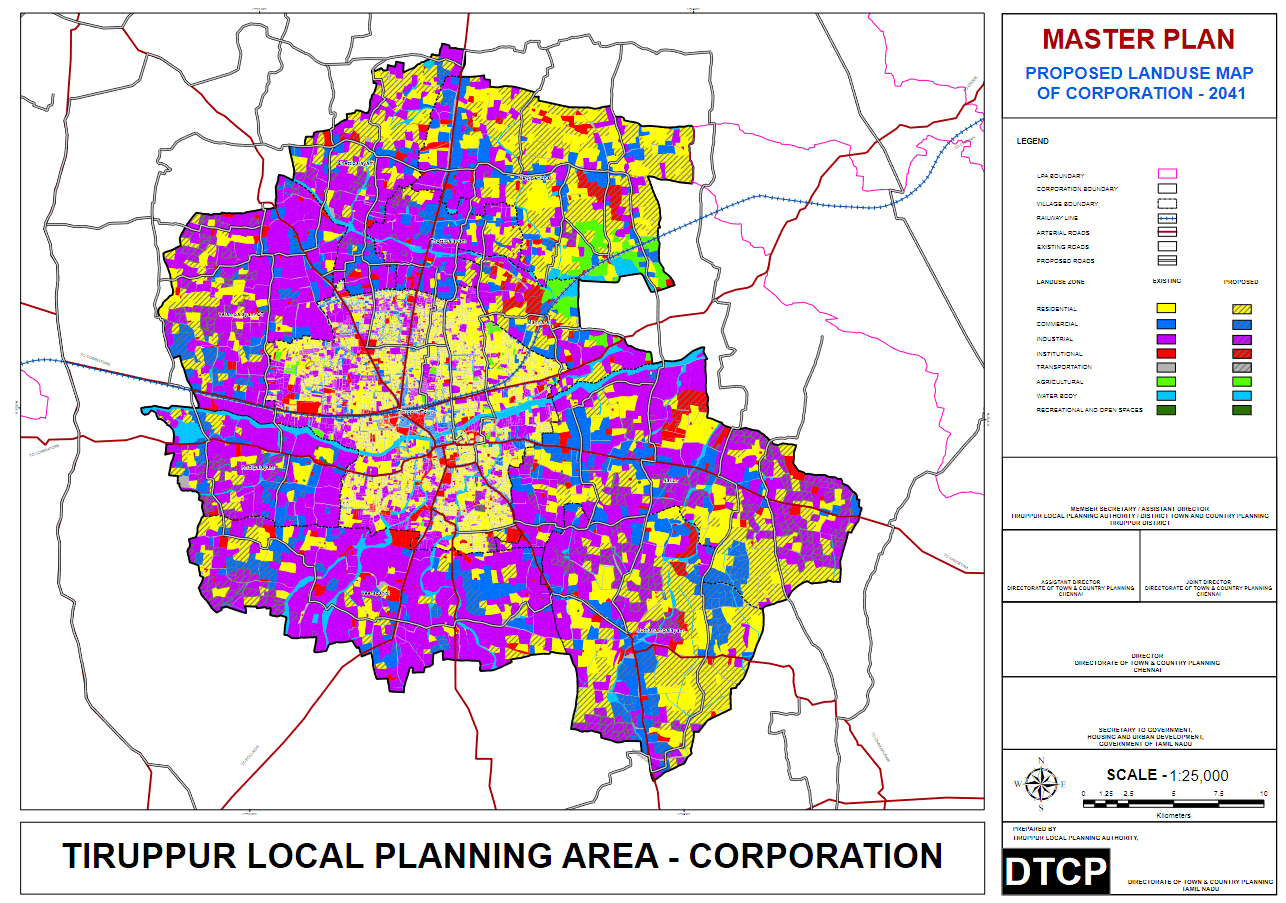 MASTER PLAN
PROPOSED LANDUSE MAP
OF CORPORATION - 2041
LEGEND
LPA BOUNDARY
CORPORATION BOUNDARY
VILLAGE BOUNDARY
RAILWAY LINE
ARTERIAL ROADS
EXISTING ROADS
PROPOSED ROADS
LANDUSE ZONE EXISTING PROPOSED
RESIDENTIAL
COMMERCIAL
INDUSTRIAL
INSTITUTIONAL
TRANSPORTATION
AGRICULTURAL
WATER BODY
RECREATIONAL AND OPEN SPACES
MEMBER SECRETARY / ASSISTANT DIRECTOR
TIRUPPUR LOCAL PLANNING AUTHORITY / DISTRICT TOWN AND COUNTRY PLANNING
TIRUPPUR DISTRICT
ASSISTANT DIRECTOR
DIRECTORATE OF TOWN & COUNTRY PLANNING
CHENNAI
JOINT DIRECTOR
DIRECTORATE OF TOWN & COUNTRY PLANNING
CHENNAI
DIRECTOR
DIRECTORATE OF TOWN & COUNTRY PLANNING
CHENNAI
SECRETARY TO GOVERNMENT,
HOUSING AND URBAN DEVELOPMENT,
GOVERNMENT OF TAMIL NADU
N
W E
S
SCALE - 1:25,000
0 1.25 2.5 5 7.5 10
Kilometers
PREPARED BY
TIRUPPUR LOCAL PLANNING AUTHORITY,
DTCP
DIRECTORATE OF TOWN & COUNTRY PLANNING
TAMIL NADU
TO COIMBATORE
TIRUPPUR LOCAL PLANNING AREA - CORPORATION